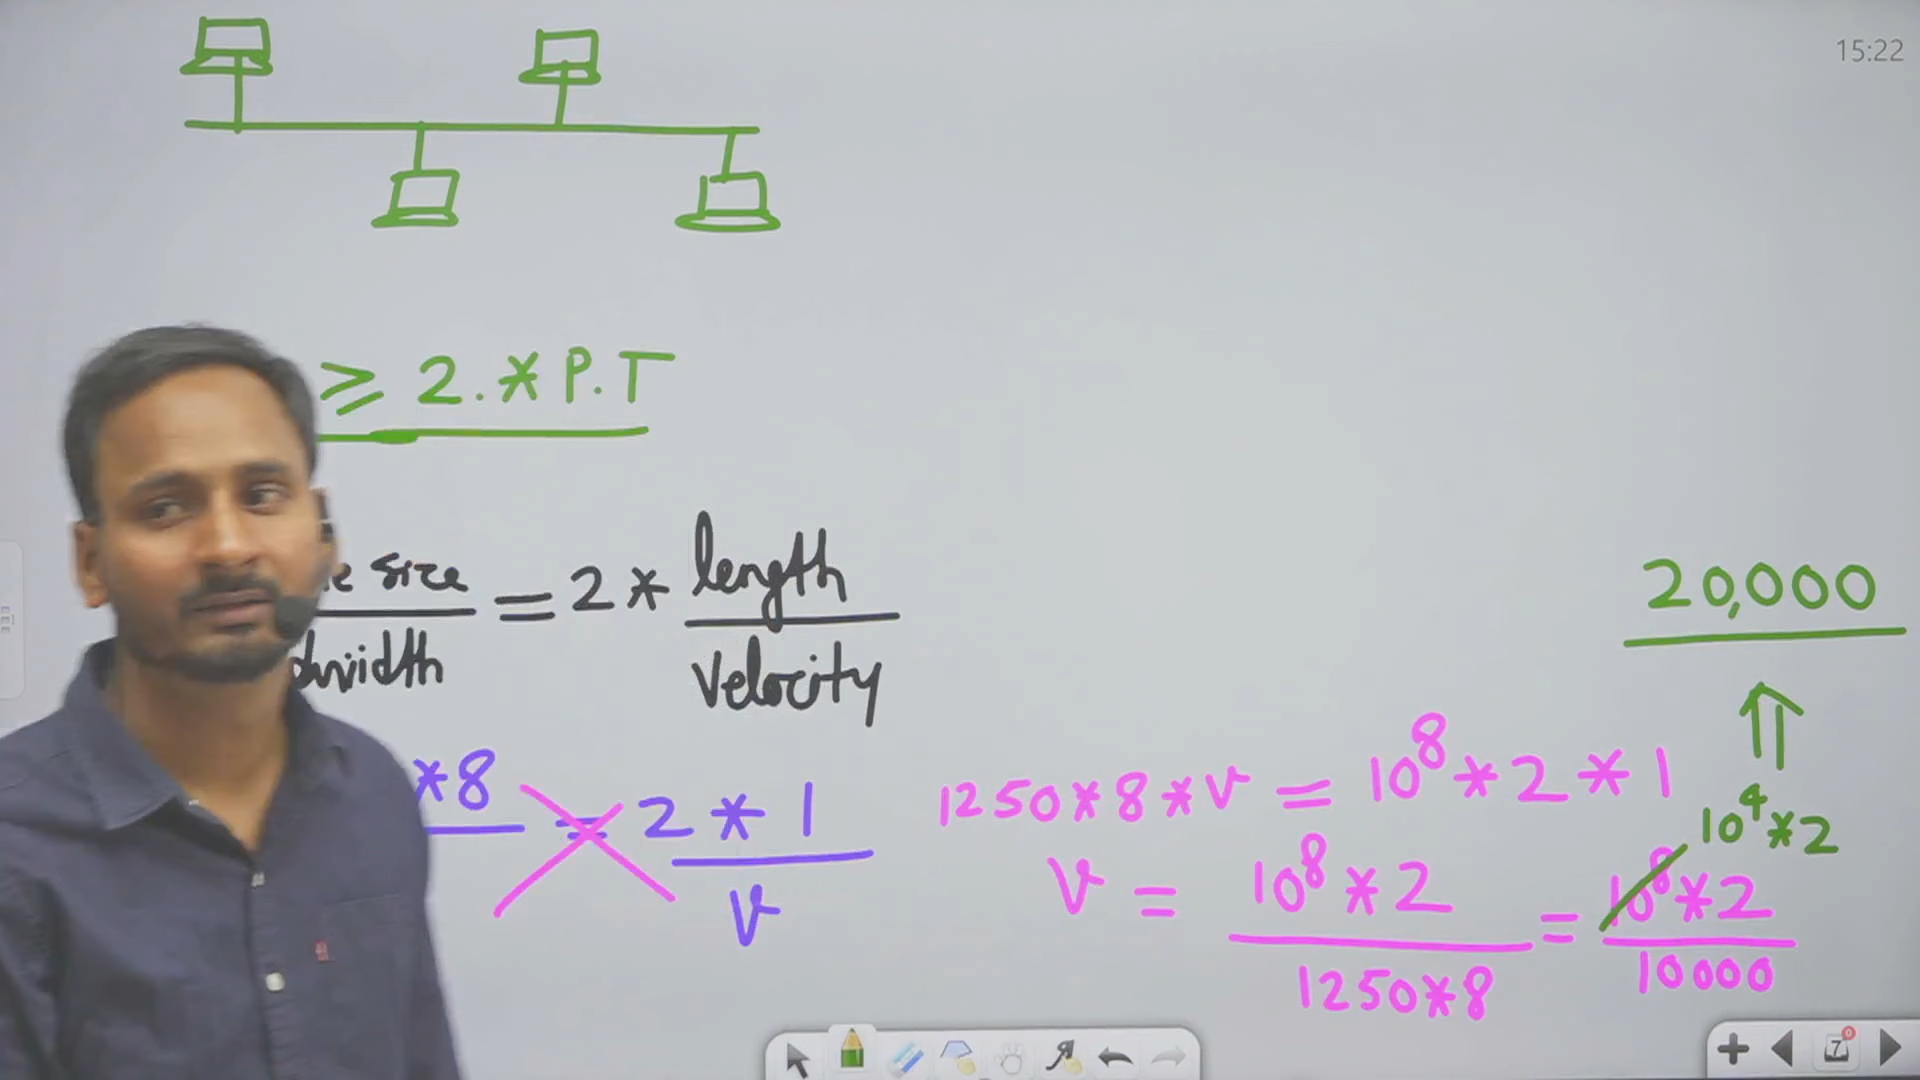 15:22
≥ 2.* P.T
size = 2 * length
velocity
20,000
*8 = 2 * 1
v
1250*8*v = 10^8 * 2 * 1
10^4*2
v = 10^8 * 2 = 10^8*2
1250*8 10000
7